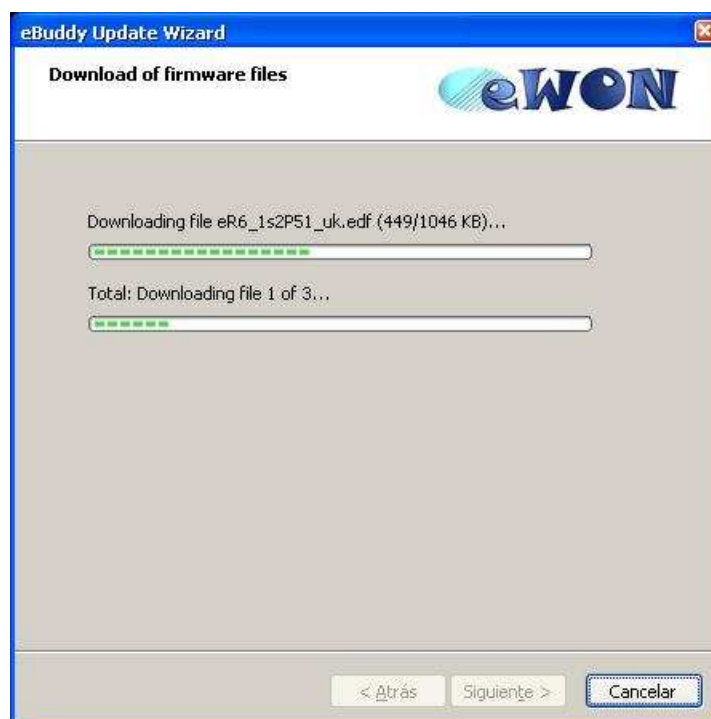 eBuddy Update Wizard
Download of firmware files
eWON
Downloading file eR6_1s2P51_uk.edf (449/1046 KB)...
Total: Downloading file 1 of 3...
< Atrás Siguiente > Cancelar